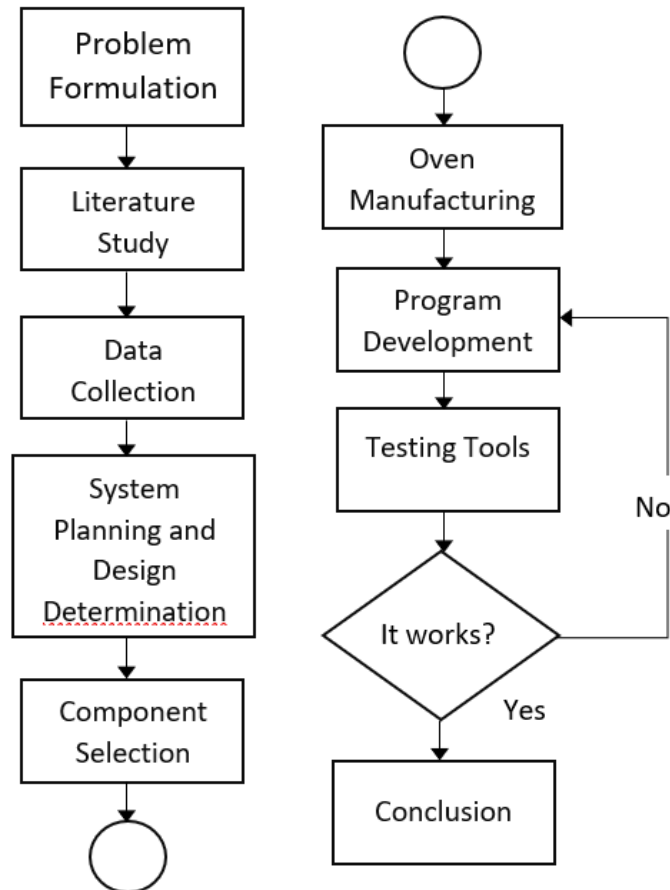 Problem
Formulation
Literature
Study
Data
Collection
System
Planning and
Design
Determination
Component
Selection
Oven
Manufacturing
Program
Development
Testing Tools
It works?
No
Yes
Conclusion